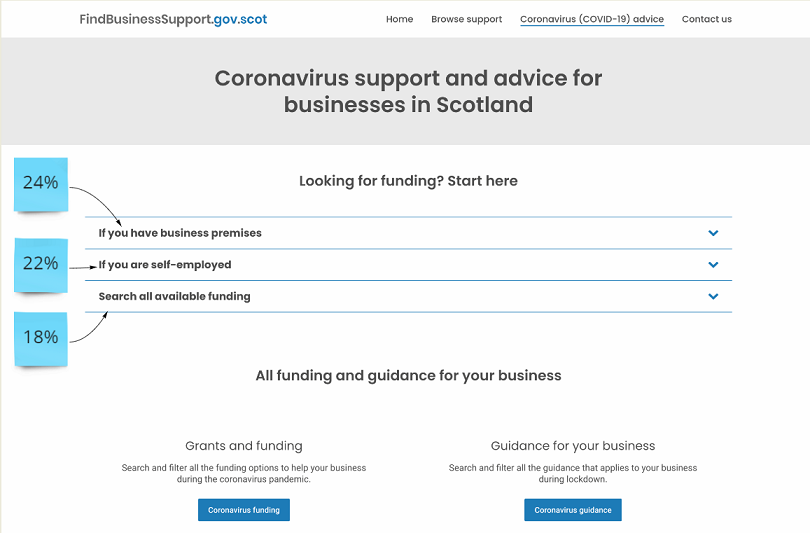 FindBusinessSupport.gov.scot
Home Browse support Coronavirus (COVID-19) advice Contact us
Coronavirus support and advice for
businesses in Scotland
24%
Looking for funding? Start here
If you have business premises
22%
If you are self-employed
Search all available funding
18%
All funding and guidance for your business
Grants and funding
Search and filter all the funding options to help your business
during the coronavirus pandemic.
Coronavirus funding
Guidance for your business
Search and filter all the guidance that applies to your business
during lockdown.
Coronavirus guidance